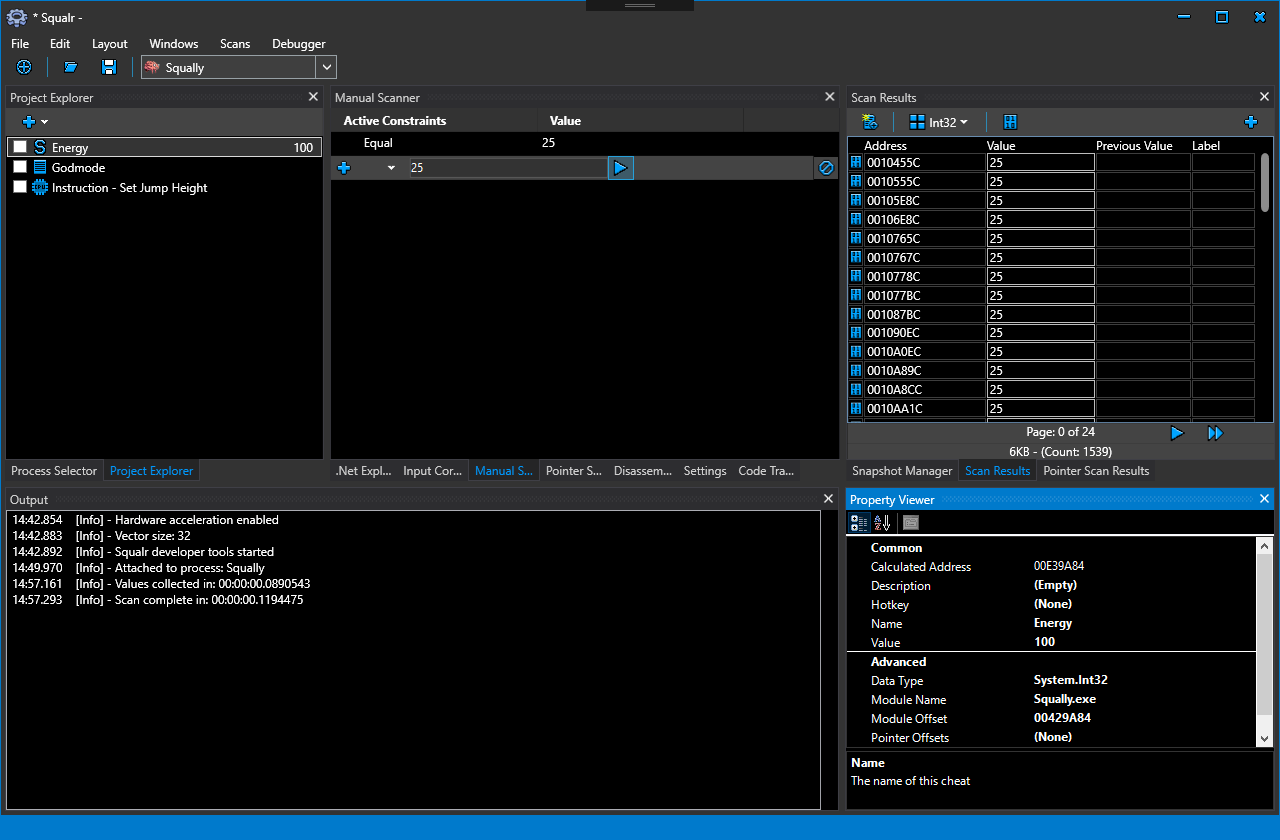 * Squalr -
File Edit Layout Windows Scans Debugger
Squally
Project Explorer
Energy 100
Godmode
Instruction - Set Jump Height
Process Selector Project Explorer
Manual Scanner
Active Constraints Value
Equal 25
25
.Net Expl... Input Cor... Manual S... Pointer S... Disassem... Settings Code Tra...
Scan Results
Int32
Address Value Previous Value Label
0010455C 25
0010555C 25
00105E8C 25
00106E8C 25
0010765C 25
0010767C 25
0010778C 25
001077BC 25
001087BC 25
001090EC 25
0010A0EC 25
0010A89C 25
0010A8CC 25
0010AA1C 25
Page: 0 of 24
6KB - (Count: 1539)
Snapshot Manager Scan Results Pointer Scan Results
Output
14:42.854 [Info] - Hardware acceleration enabled
14:42.883 [Info] - Vector size: 32
14:42.892 [Info] - Squalr developer tools started
14:49.970 [Info] - Attached to process: Squally
14:57.161 [Info] - Values collected in: 00:00:00.0890543
14:57.293 [Info] - Scan complete in: 00:00:00.1194475
Property Viewer
Common
Calculated Address 00E39A84
Description (Empty)
Hotkey (None)
Name Energy
Value 100
Advanced
Data Type System.Int32
Module Name Squally.exe
Module Offset 00429A84
Pointer Offsets (None)
Name
The name of this cheat